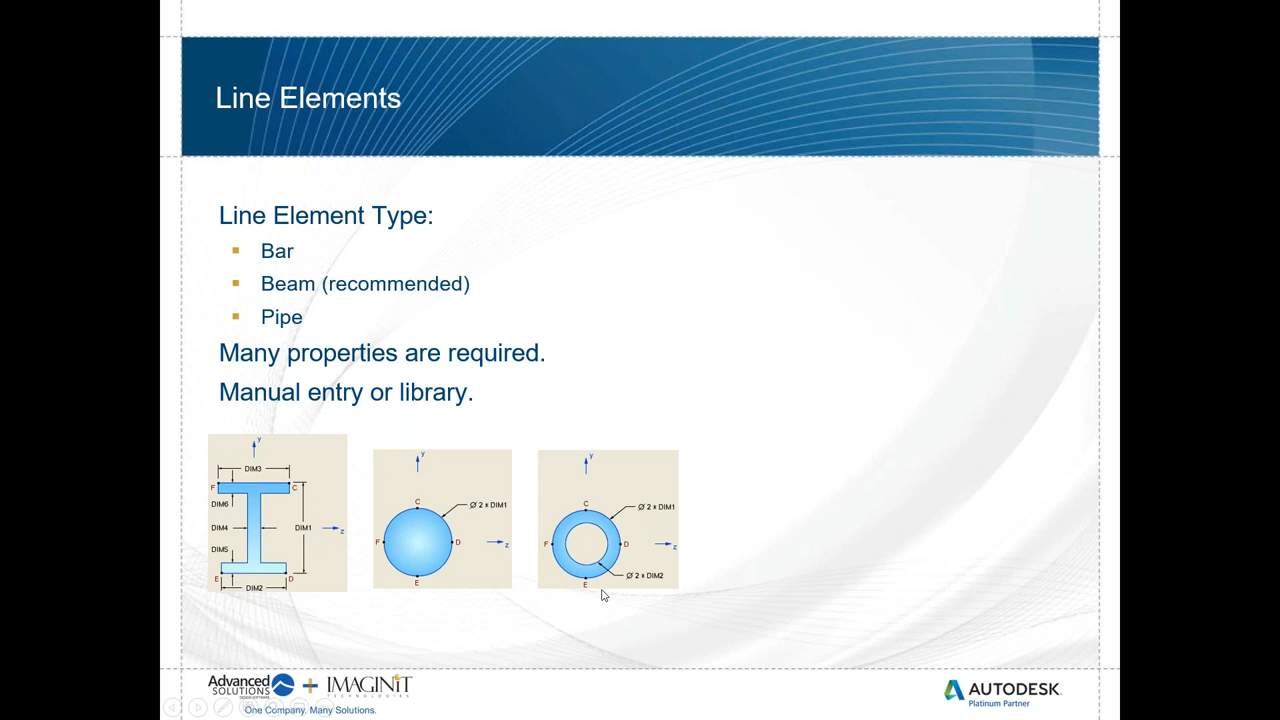 Line Elements
Line Element Type:
Bar
Beam (recommended)
Pipe
Many properties are required.
Manual entry or library.
y
DIM3
F
C
DIM6
DIM4
DIM1
z
DIM5
E
D
DIM2
y
C
Ø 2 x DIM1
F
D
z
E
y
C
Ø 2 x DIM1
F
D
z
Ø 2 x DIM2
E
Advanced
SOLUTIONS
+
IMAGINiT
TECHNOLOGIES
One Company. Many Solutions.
AUTODESK.
Platinum Partner